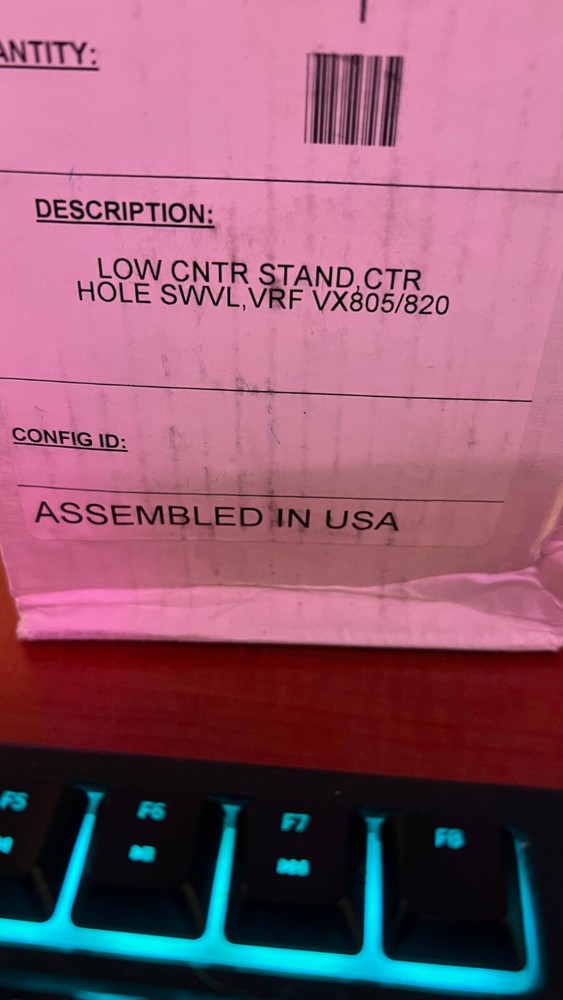 ANTITY:
DESCRIPTION:
LOW CNTR STAND,CTR
HOLE SWVL,VRF VX805/820
CONFIG ID:
ASSEMBLED IN USA
F5
F6
F7
F8